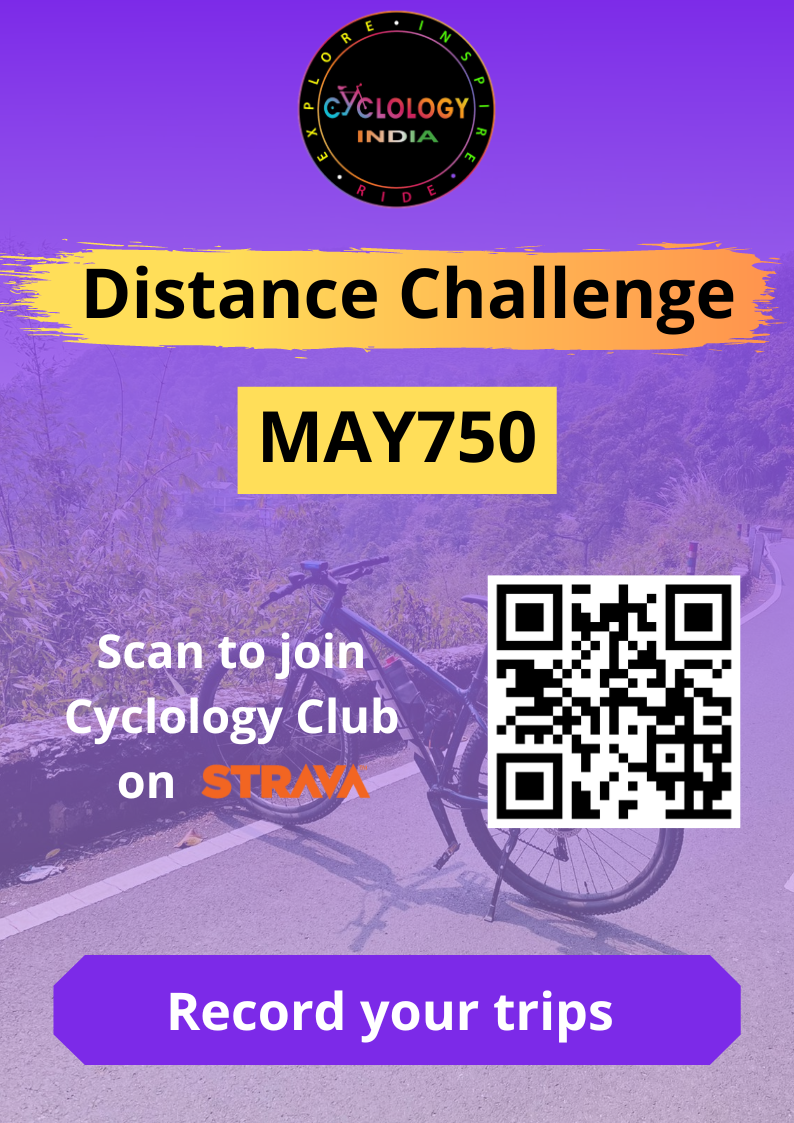 EXPLORE • INSPIRE • RIDE •
CYCLOLOGY
INDIA
Distance Challenge
MAY750
Scan to join
Cyclology Club
on STRAVA
Record your trips